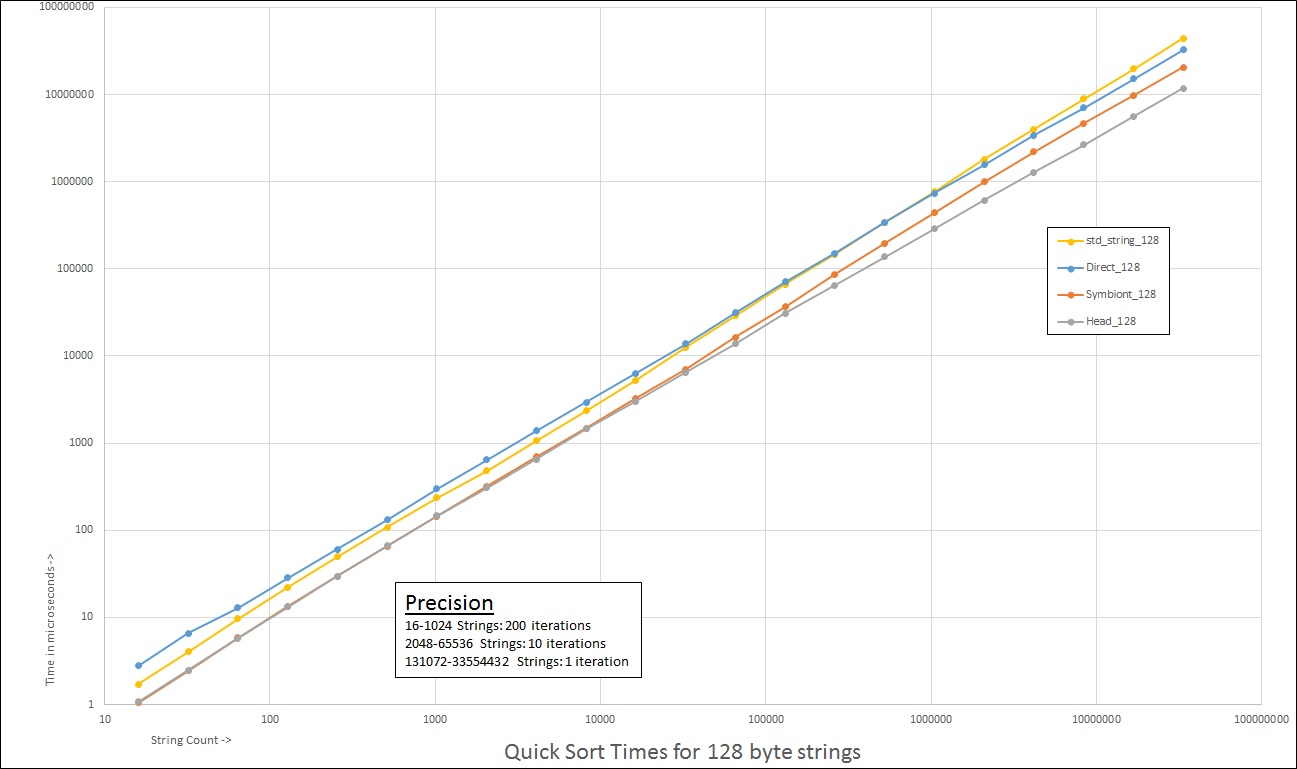 100000000
10000000
1000000
100000
10000
1000
100
10
1
Time in microseconds ->
std_string_128
Direct_128
Symbiont_128
Head_128
Precision
16-1024 Strings: 200 iterations
2048-65536 Strings: 10 iterations
131072-33554432 Strings: 1 iteration
10 100 1000 10000 100000 1000000 10000000 100000000
String Count ->
Quick Sort Times for 128 byte strings